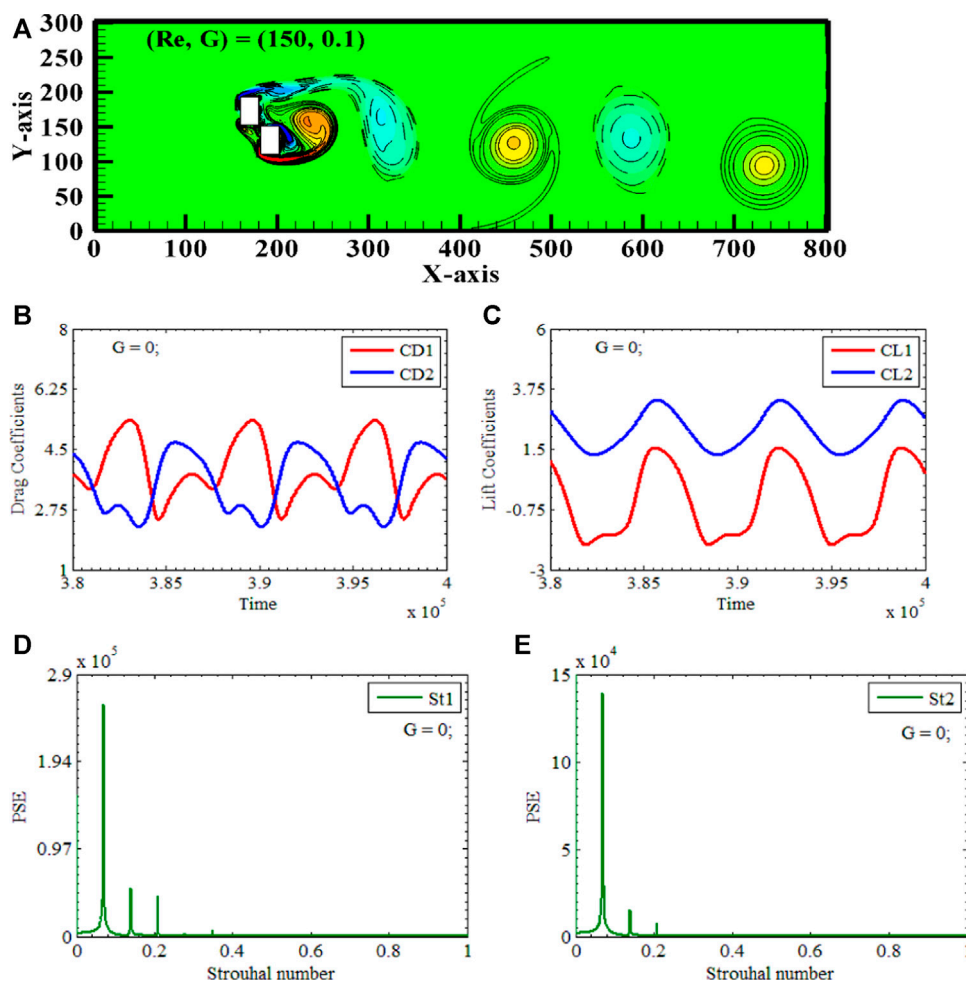 A
(Re, G) = (150, 0.1)
Y-axis
300
250
200
150
100
50
0
0 100 200 300 400 500 600 700 800
X-axis
B
Drag Coefficients
8
6.25
4.5
2.75
1
G = 0;
CD1
CD2
3.8 3.85 3.9 3.95 4
Time
x 10^5
C
Lift Coefficients
6
3.75
1.5
-0.75
-3
G = 0;
CL1
CL2
3.8 3.85 3.9 3.95 4
Time
x 10^5
D
x 10^5
PSE
2.9
1.94
0.97
0
St1
G = 0;
0 0.2 0.4 0.6 0.8 1
Strouhal number
E
x 10^4
PSE
15
10
5
0
St2
G = 0;
0 0.2 0.4 0.6 0.8
Strouhal number